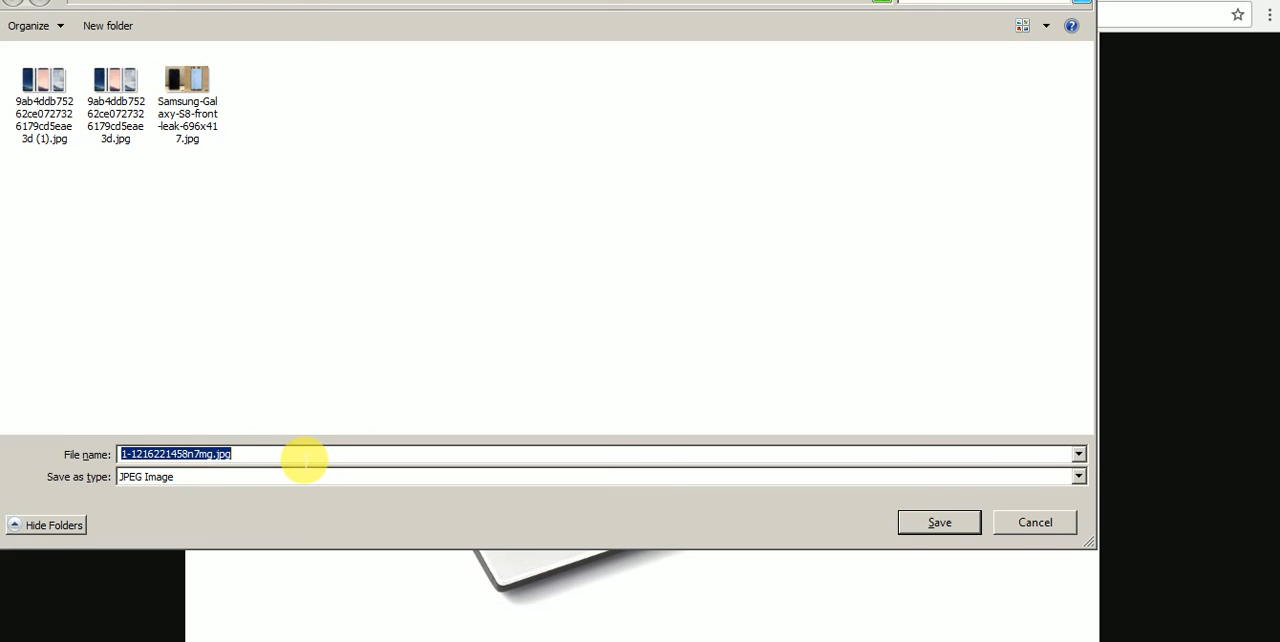 Organize
New folder
9ab4ddb752
62ce072732
6179cd5eae
3d (1).jpg
9ab4ddb752
62ce072732
6179cd5eae
3d.jpg
Samsung-Gal
axy-S8-front
-leak-696x41
7.jpg
File name: 1-1216221458n7mg.jpg
Save as type: JPEG Image
Hide Folders
Save
Cancel